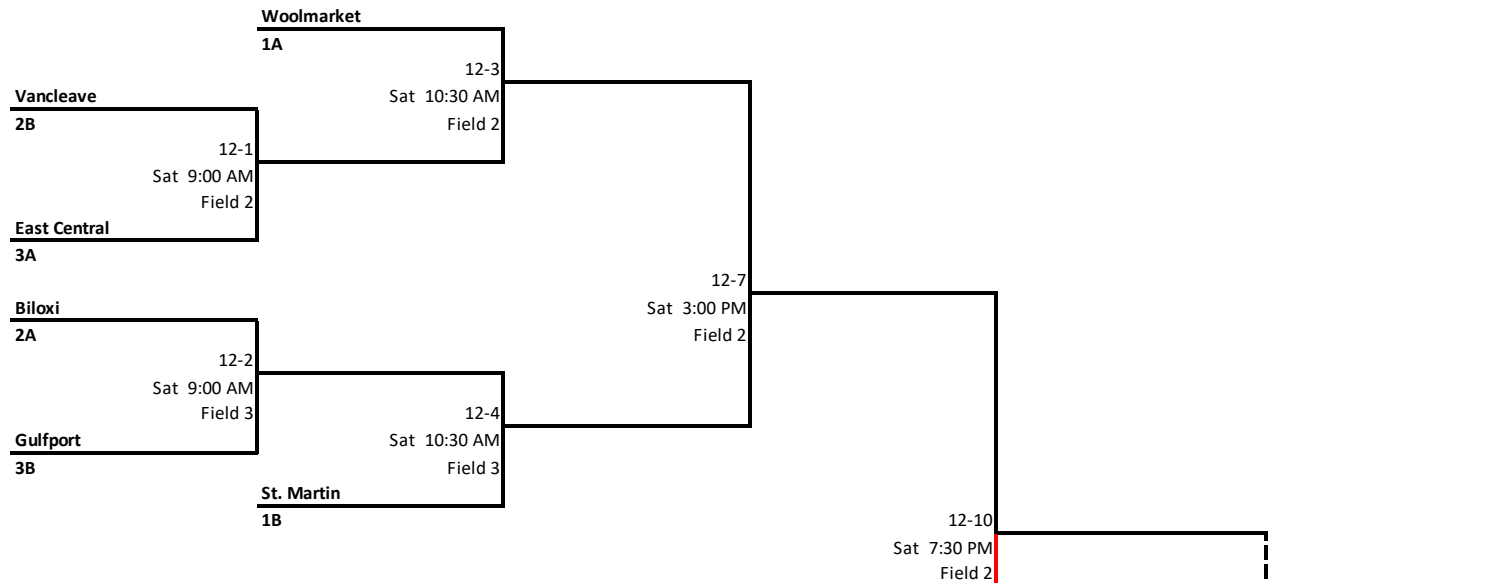 Woolmarket
1A
12-3
Sat 10:30 AM
Field 2
Vancleave
2B
12-1
Sat 9:00 AM
Field 2
East Central
3A
12-7
Sat 3:00 PM
Field 2
Biloxi
2A
12-2
Sat 9:00 AM
Field 3
Gulfport
3B
12-4
Sat 10:30 AM
Field 3
St. Martin
1B
12-10
Sat 7:30 PM
Field 2